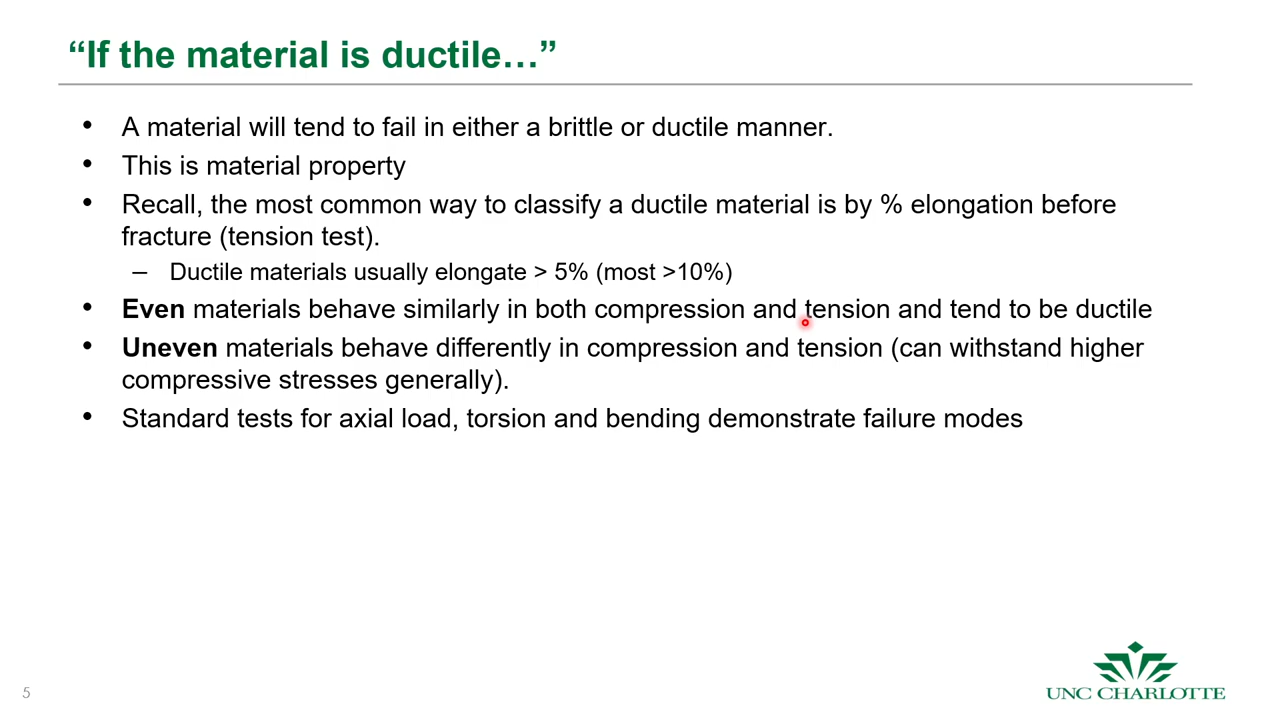 “If the material is ductile…”
• A material will tend to fail in either a brittle or ductile manner.
• This is material property
• Recall, the most common way to classify a ductile material is by % elongation before
fracture (tension test).
– Ductile materials usually elongate > 5% (most >10%)
• Even materials behave similarly in both compression and tension and tend to be ductile
• Uneven materials behave differently in compression and tension (can withstand higher
compressive stresses generally).
• Standard tests for axial load, torsion and bending demonstrate failure modes
5
UNC CHARLOTTE